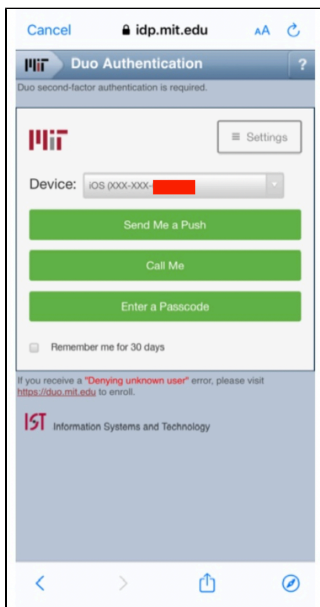 Cancel idp.mit.edu AA
MIT Duo Authentication ?
Duo second-factor authentication is required.
MIT Settings
Device: iOS (XXX-XXX-
Send Me a Push
Call Me
Enter a Passcode
Remember me for 30 days
If you receive a "Denying unknown user" error, please visit
https://duo.mit.edu to enroll.
IST Information Systems and Technology